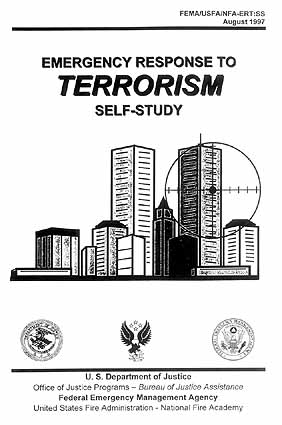 FEMA/USFA/NFA-ERT:SS
August 1997
EMERGENCY RESPONSE TO
TERRORISM
SELF-STUDY
U. S. Department of Justice
Office of Justice Programs – Bureau of Justice Assistance
Federal Emergency Management Agency
United States Fire Administration - National Fire Academy